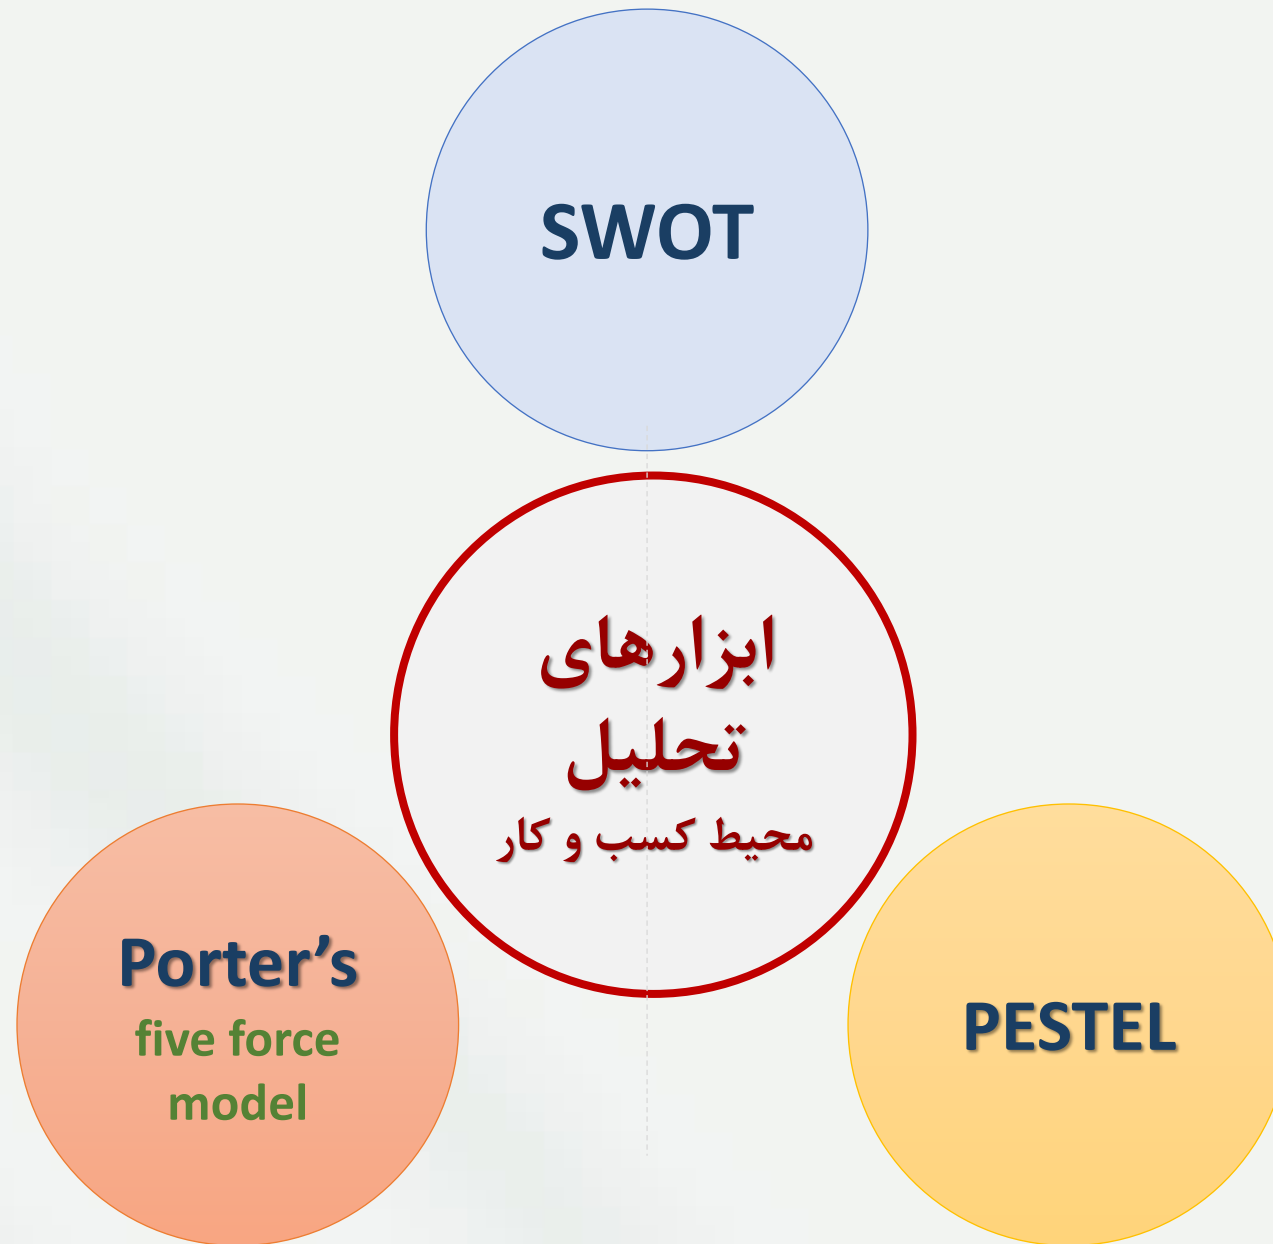 SWOT
ابزارهای
تحلیل
محیط کسب و کار
Porter’s
five force
model
PESTEL